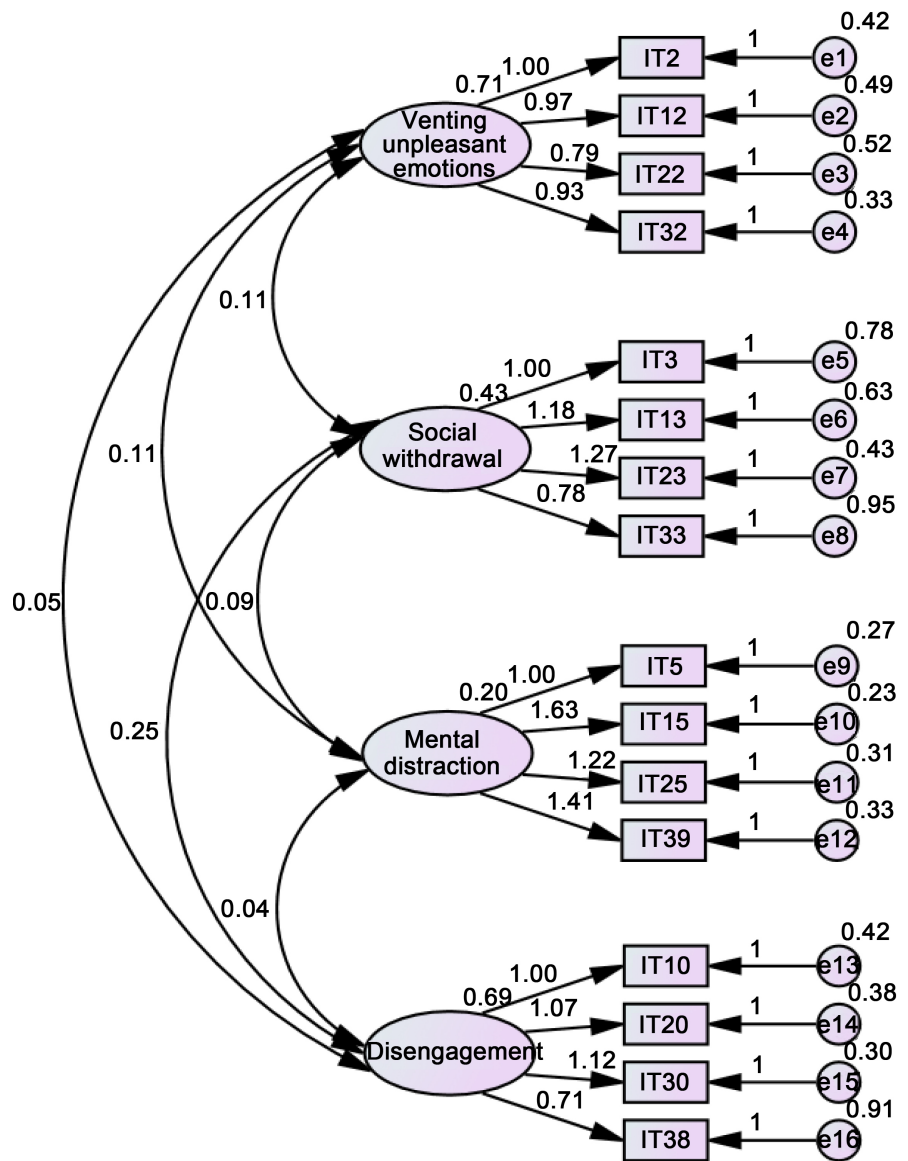 0.42
1.00
IT2
1
e1
0.71
0.49
Venting
unpleasant
emotions
0.97
IT12
1
e2
0.52
0.79
IT22
1
e3
0.33
0.93
IT32
1
e4
0.11
0.78
1.00
IT3
1
e5
0.43
0.63
Social
withdrawal
1.18
IT13
1
e6
0.43
1.27
IT23
1
e7
0.95
0.78
IT33
1
e8
0.11
0.05
0.09
0.25
0.27
1.00
IT5
1
e9
0.20
0.23
Mental
distraction
1.63
IT15
1
e10
0.31
1.22
IT25
1
e11
0.33
1.41
IT39
1
e12
0.04
0.42
1.00
IT10
1
e13
0.69
0.38
Disengagement
1.07
IT20
1
e14
0.30
1.12
IT30
1
e15
0.91
0.71
IT38
1
e16